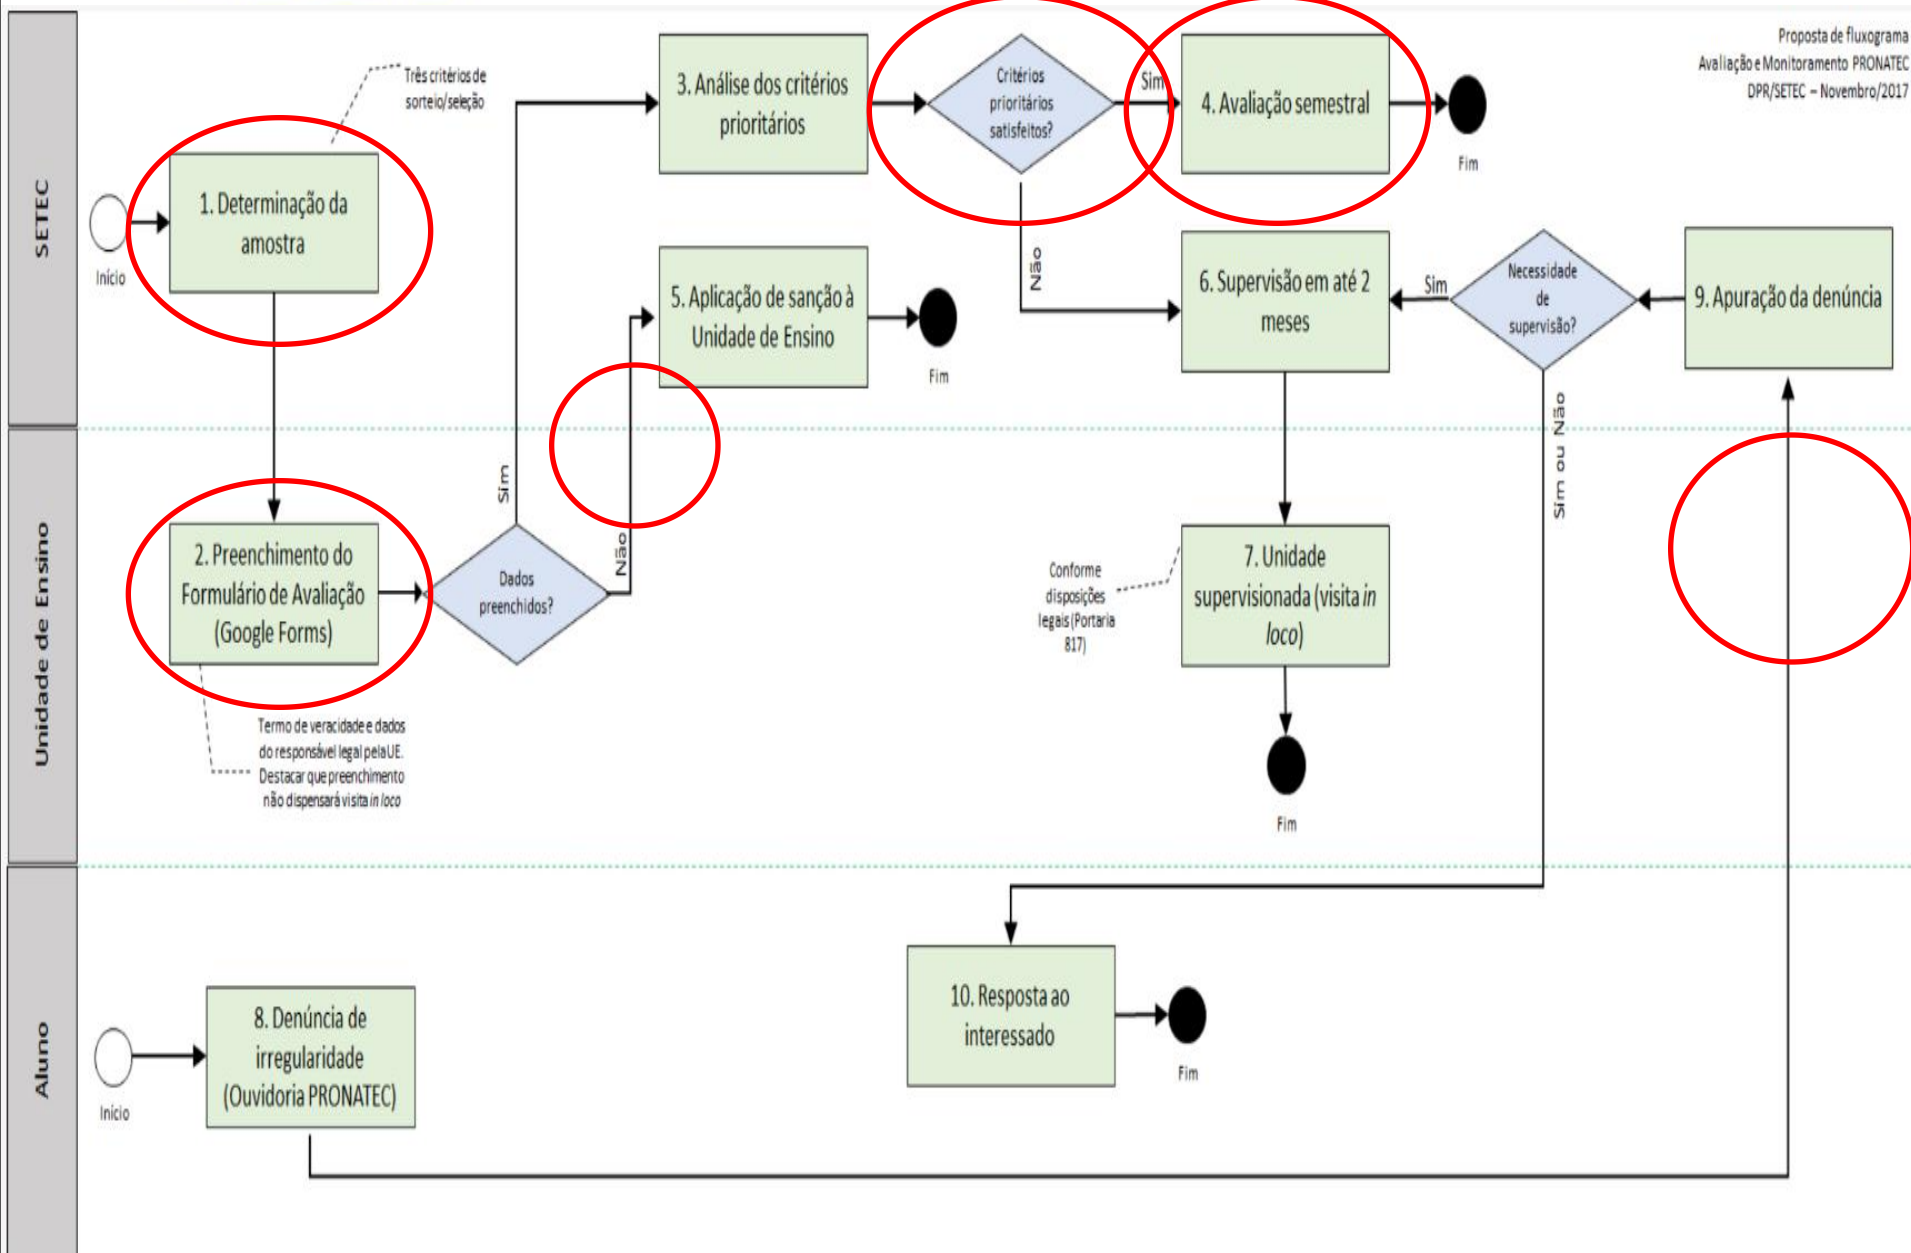 Proposta de fluxograma
Avaliação e Monitoramento PRONATEC
DPR/SETEC – Novembro/2017
SETEC
Três critérios de
sorteio/seleção
Início
1. Determinação da
amostra
3. Análise dos critérios
prioritários
Critérios
prioritários
satisfeitos?
Sim
4. Avaliação semestral
Fim
Não
5. Aplicação de sanção à
Unidade de Ensino
Fim
6. Supervisão em até 2
meses
Sim
Necessidade
de
supervisão?
9. Apuração da denúncia
Sim ou Não
Unidade de Ensino
2. Preenchimento do
Formulário de Avaliação
(Google Forms)
Sim
Dados
preenchidos?
Não
Termo de veracidade e dados
do responsável legal pela UE.
Destacar que preenchimento
não dispensará visita in loco
Conforme
disposições
legais (Portaria
817)
7. Unidade
supervisionada (visita in
loco)
Fim
Aluno
Início
8. Denúncia de
irregularidade
(Ouvidoria PRONATEC)
10. Resposta ao
interessado
Fim